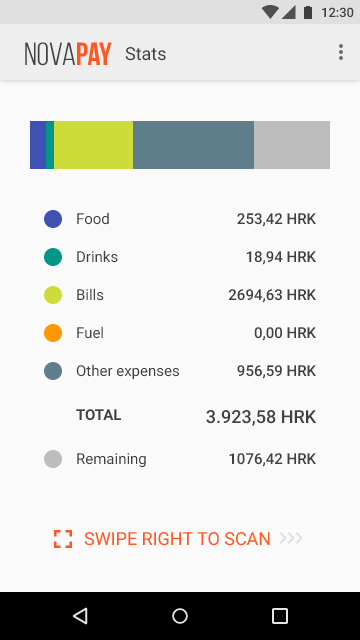 12:30
NOVAPAY Stats
Food 253,42 HRK
Drinks 18,94 HRK
Bills 2694,63 HRK
Fuel 0,00 HRK
Other expenses 956,59 HRK
TOTAL 3.923,58 HRK
Remaining 1076,42 HRK
SWIPE RIGHT TO SCAN